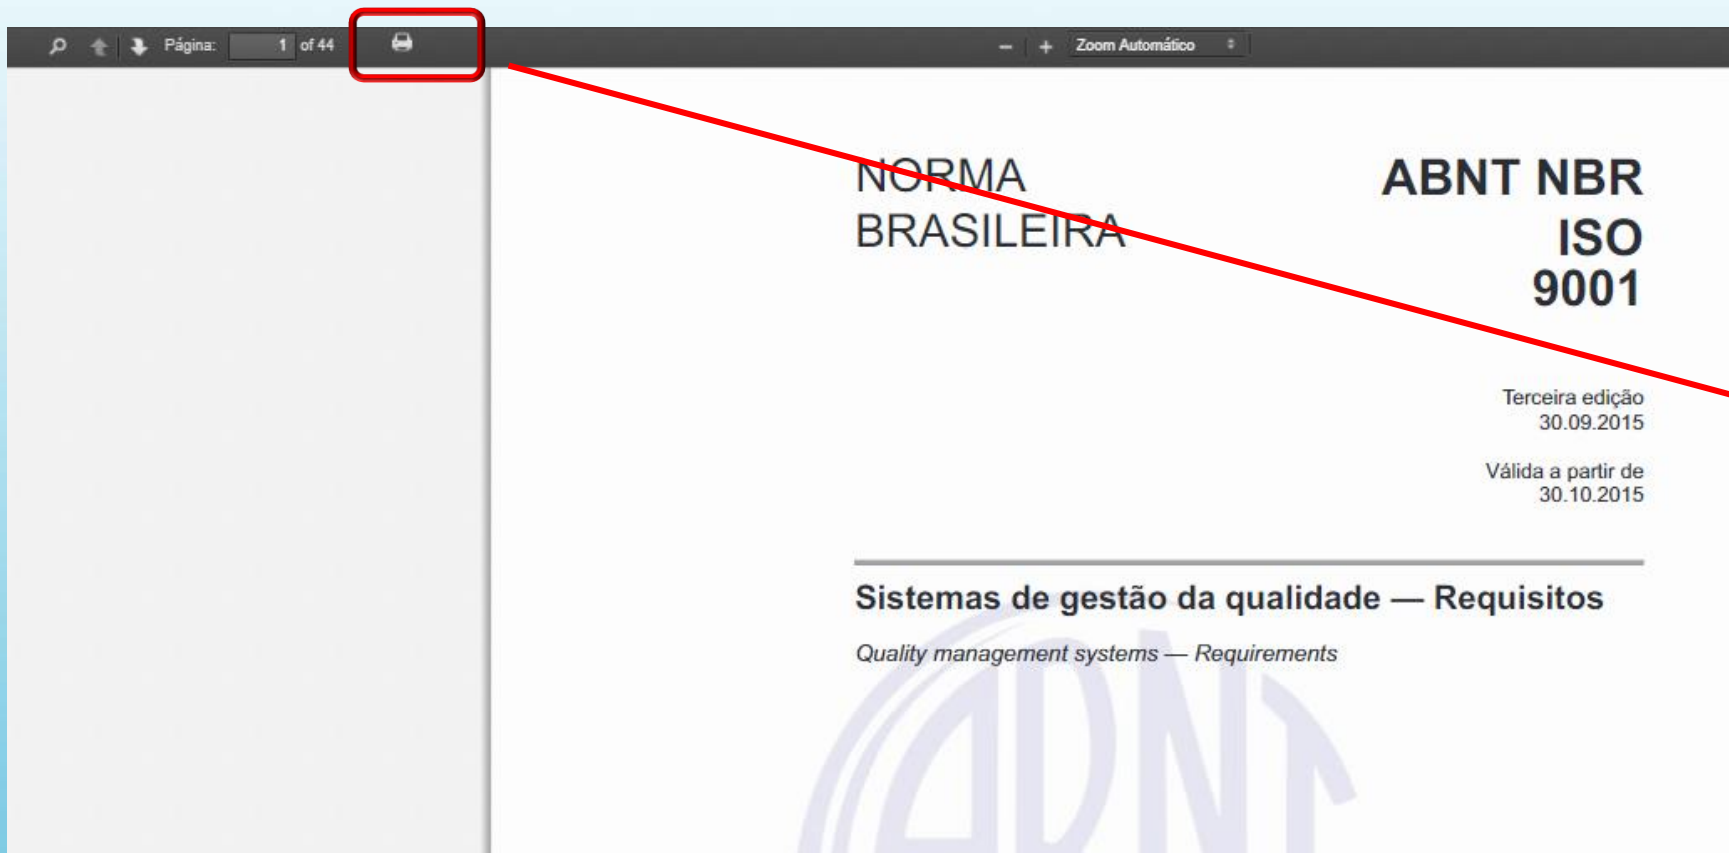 Página: 1 of 44
Zoom Automático
NORMA
BRASILEIRA
ABNT NBR
ISO
9001
Terceira edição
30.09.2015
Válida a partir de
30.10.2015
Sistemas de gestão da qualidade — Requisitos
Quality management systems — Requirements
ABNT